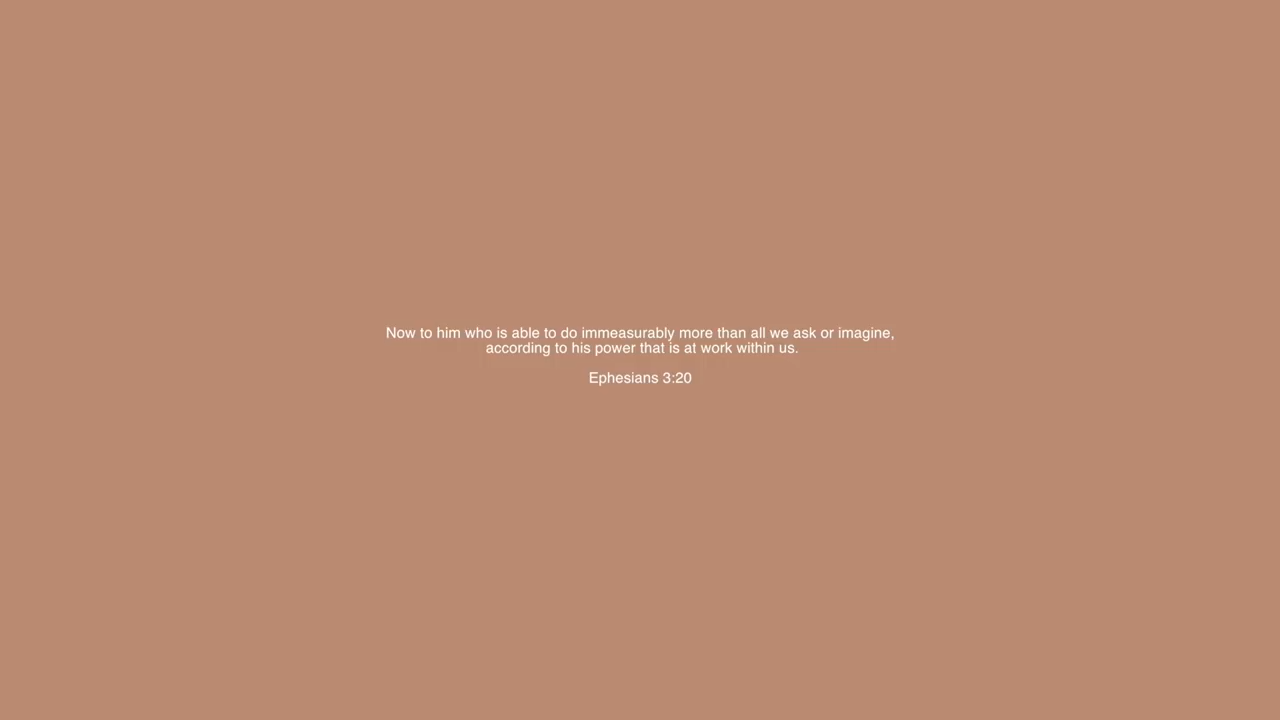 Now to him who is able to do immeasurably more than all we ask or imagine,
according to his power that is at work within us.
Ephesians 3:20